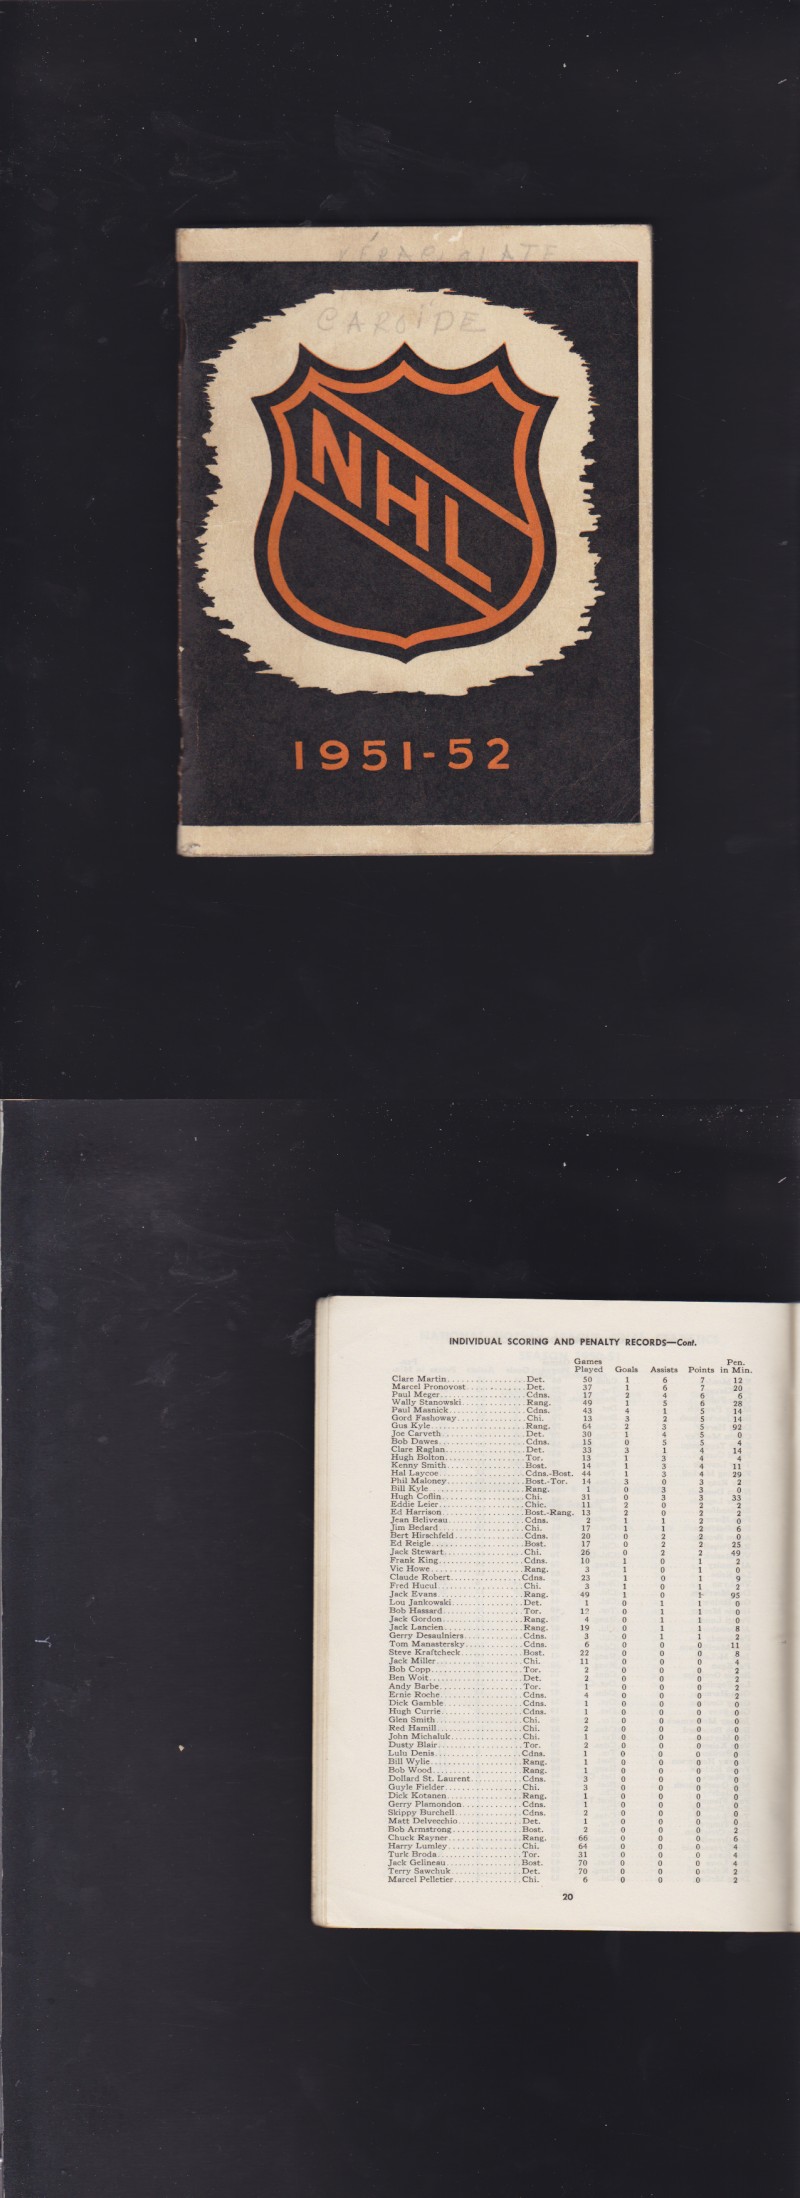 CAROÏDE
NHL
1951-52
INDIVIDUAL SCORING AND PENALTY RECORDS—Cont.
Games Played Goals Assists Points Pen. in Min.
Clare Martin Det. 50 1 6 7 12
Marcel Pronovost Det. 37 1 6 7 20
Paul Meger Cdns. 17 2 4 6 6
Wally Stanowski Rang. 49 1 5 6 28
Paul Masnick Cdns. 43 4 1 5 14
Gord Fashoway Chi. 13 3 2 5 14
Gus Kyle Rang. 64 2 3 5 92
Joe Carveth Det. 30 1 4 5 0
Bob Dawes Cdns. 15 0 5 5 4
Clare Raglan Det. 33 3 1 4 14
Hugh Bolton Tor. 13 1 3 4 4
Kenny Smith Bost. 14 1 3 4 11
Hal Laycoe Cdns.-Bost. 44 1 3 4 29
Phil Maloney Bost.-Tor. 14 3 0 3 2
Bill Kyle Rang. 1 0 3 3 0
Hugh Coflin Chi. 31 0 3 3 33
Eddie Leier Chic. 11 2 0 2 2
Ed Harrison Bost.-Rang. 13 2 0 2 2
Jean Beliveau Cdns. 2 1 1 2 0
Jim Bedard Chi. 17 1 1 2 6
Bert Hirschfeld Cdns. 20 0 2 2 0
Ed Reigle Bost. 17 0 2 2 25
Jack Stewart Chi. 26 0 2 2 49
Frank King Cdns. 10 1 0 1 2
Vic Howe Rang. 3 1 0 1 0
Claude Robert Cdns. 23 1 0 1 9
Fred Hucul Chi. 3 1 0 1 2
Jack Evans Rang. 49 1 0 1 95
Lou Jankowski Det. 1 0 1 1 0
Bob Hassard Tor. 12 0 1 1 0
Jack Gordon Rang. 4 0 1 1 0
Jack Lancien Rang. 19 0 1 1 8
Gerry Desaulniers Cdns. 3 0 1 1 2
Tom Manastersky Cdns. 6 0 0 0 11
Steve Kraftcheck Bost. 22 0 0 0 8
Jack Miller Chi. 11 0 0 0 4
Bob Copp Tor. 2 0 0 0 2
Ben Woit Det. 2 0 0 0 2
Andy Barbe Tor. 1 0 0 0 2
Ernie Roche Cdns. 4 0 0 0 2
Dick Gamble Cdns. 1 0 0 0 0
Hugh Currie Cdns. 1 0 0 0 0
Glen Smith Chi. 2 0 0 0 0
Red Hamill Chi. 2 0 0 0 0
John Michaluk Chi. 1 0 0 0 0
Dusty Blair Tor. 2 0 0 0 0
Lulu Denis Cdns. 1 0 0 0 0
Bill Wylie Rang. 1 0 0 0 0
Bob Wood Rang. 1 0 0 0 0
Dollard St. Laurent Cdns. 3 0 0 0 0
Guyle Fielder Chi. 3 0 0 0 0
Dick Kotanen Rang. 1 0 0 0 0
Gerry Plamondon Cdns. 1 0 0 0 0
Skippy Burchell Cdns. 2 0 0 0 0
Matt Delvecchio Det. 1 0 0 0 0
Bob Armstrong Bost. 2 0 0 0 2
Chuck Rayner Rang. 66 0 0 0 6
Harry Lumley Chi. 64 0 0 0 4
Turk Broda Tor. 31 0 0 0 4
Jack Gelineau Bost. 70 0 0 0 4
Terry Sawchuk Det. 70 0 0 0 2
Marcel Pelletier Chi. 6 0 0 0 2
20